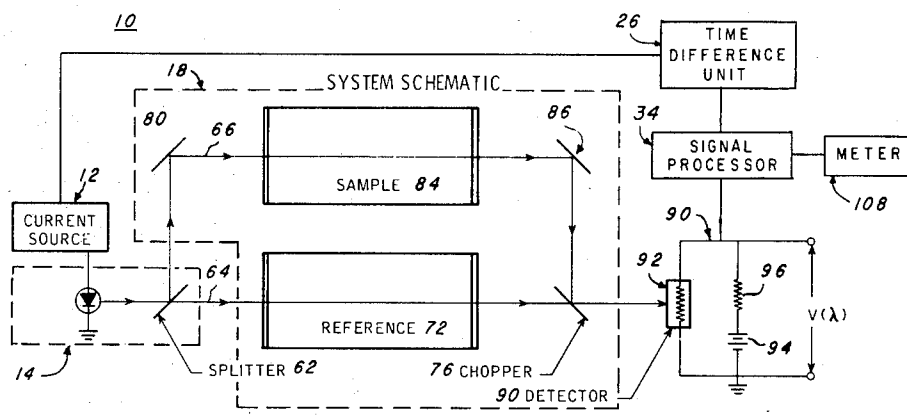 10
26
TIME
DIFFERENCE
UNIT
18
SYSTEM SCHEMATIC
80
66
86
34
SIGNAL
PROCESSOR
METER
108
SAMPLE 84
12
CURRENT
SOURCE
90
64
92
96
V(λ)
REFERENCE 72
94
14
SPLITTER 62
76 CHOPPER
90 DETECTOR